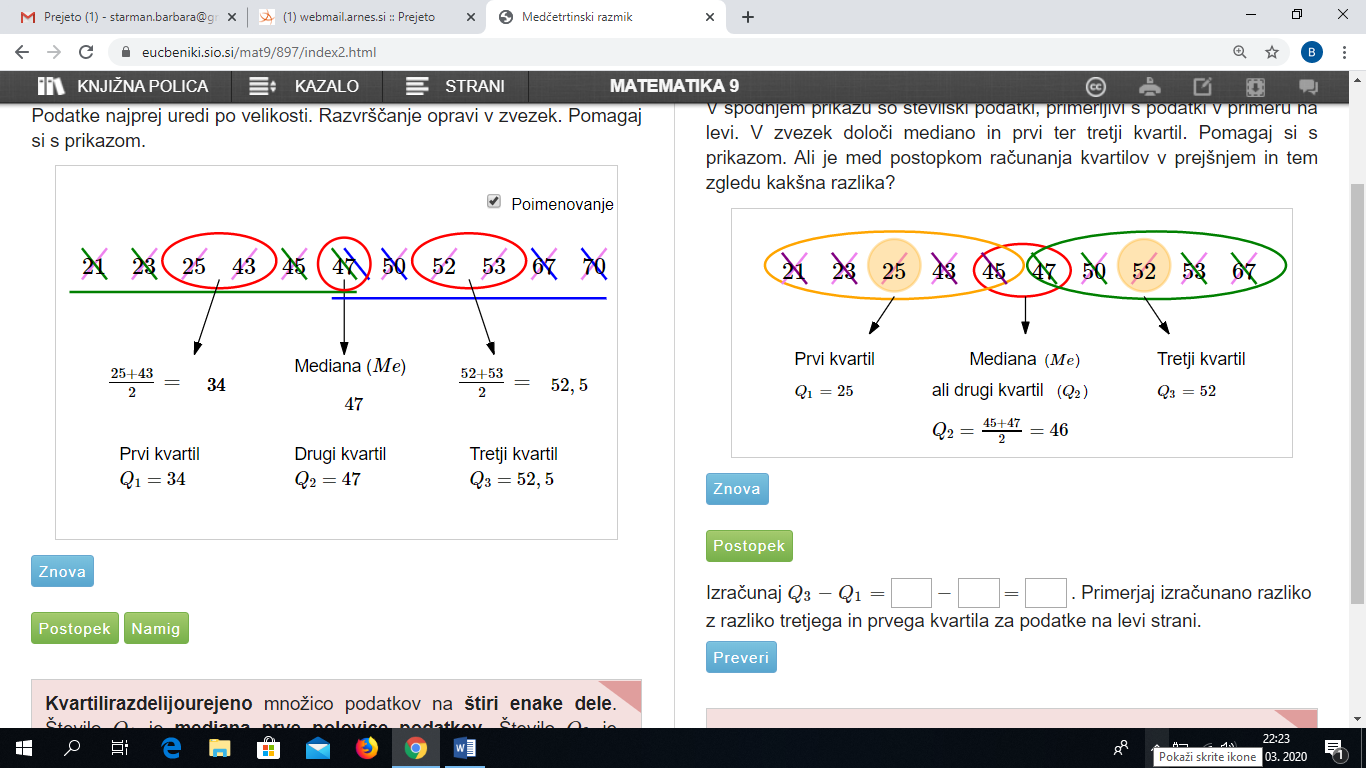 Prejeto (1) - starman.barbara@gr
(1) webmail.arnes.si :: Prejeto
Medčetrtinski razmik
eucbeniki.sio.si/mat9/897/index2.html
B
KNJIŽNA POLICA
KAZALO
STRANI
MATEMATIKA 9
Podatke najprej uredi po velikosti. Razvrščanje opravi v zvezek. Pomagaj
si s prikazom.
Poimenovanje
21 23 25 43 45 47 50 52 53 67 70
25+43/2 = 34
Mediana (Me)
47
52+53/2 = 52,5
Prvi kvartil
Drugi kvartil
Tretji kvartil
Q₁ = 34
Q₂ = 47
Q₃ = 52,5
Znova
Postopek
Namig
Kvartilirazdelijourejeno množico podatkov na štiri enake dele.
Število Q je mediana prve polovice podatkov. Število Q je
V spodnjem prikazu so številski podatki, primerljivi s podatki v primeru na
levi. V zvezek določi mediano in prvi ter tretji kvartil. Pomagaj si s
prikazom. Ali je med postopkom računanja kvartilov v prejšnjem in tem
zgledu kakšna razlika?
21 23 25 43 45 47 50 52 53 67
Prvi kvartil
Mediana (Me)
Tretji kvartil
Q₁ = 25
ali drugi kvartil (Q₂)
Q₃ = 52
Q₂ = 45+47/2 = 46
Znova
Postopek
Izračunaj Q₃ − Q₁ = − = . Primerjaj izračunano razliko
z razliko tretjega in prvega kvartila za podatke na levi strani.
Preveri
22:23
03. 2020
Pokaži skrite ikone
1